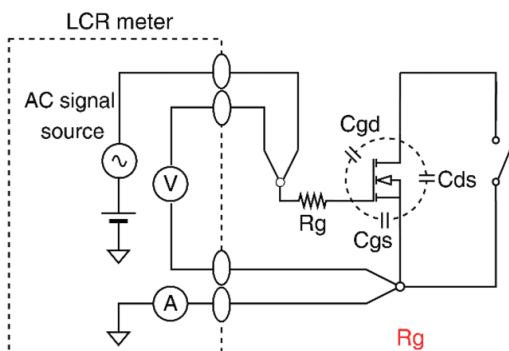 LCR meter
AC signal
source
V
A
Cgd
Cds
Rg
Cgs
Rg